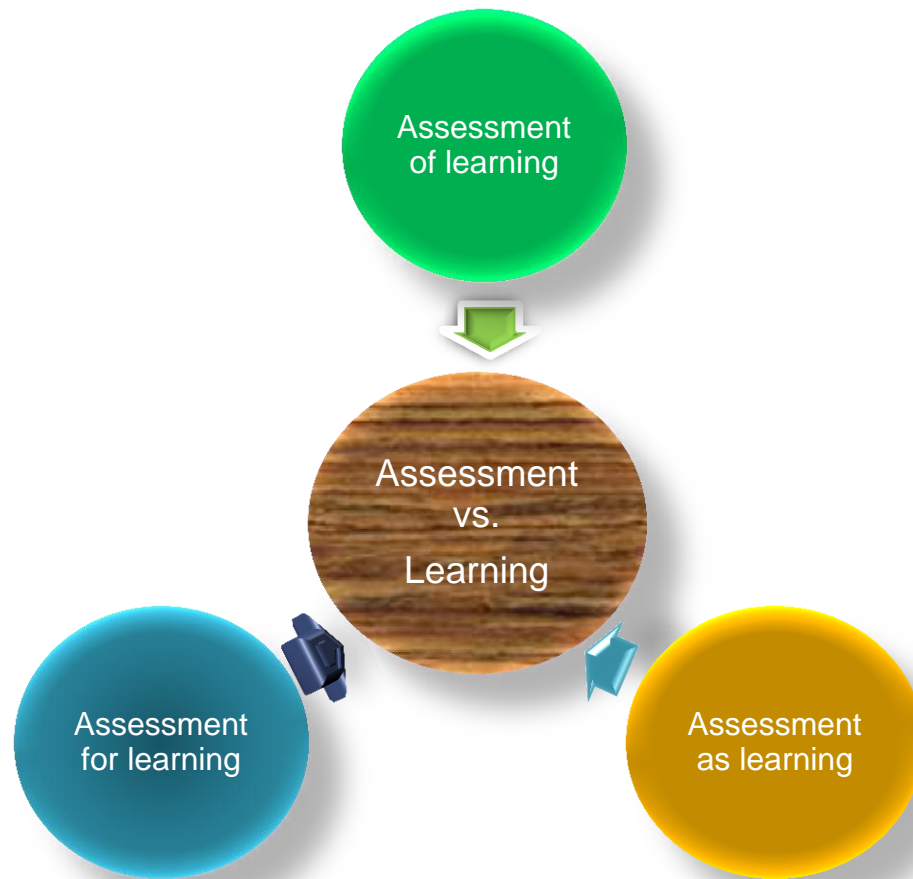 Assessment
of learning
Assessment
vs.
Learning
Assessment
for learning
Assessment
as learning